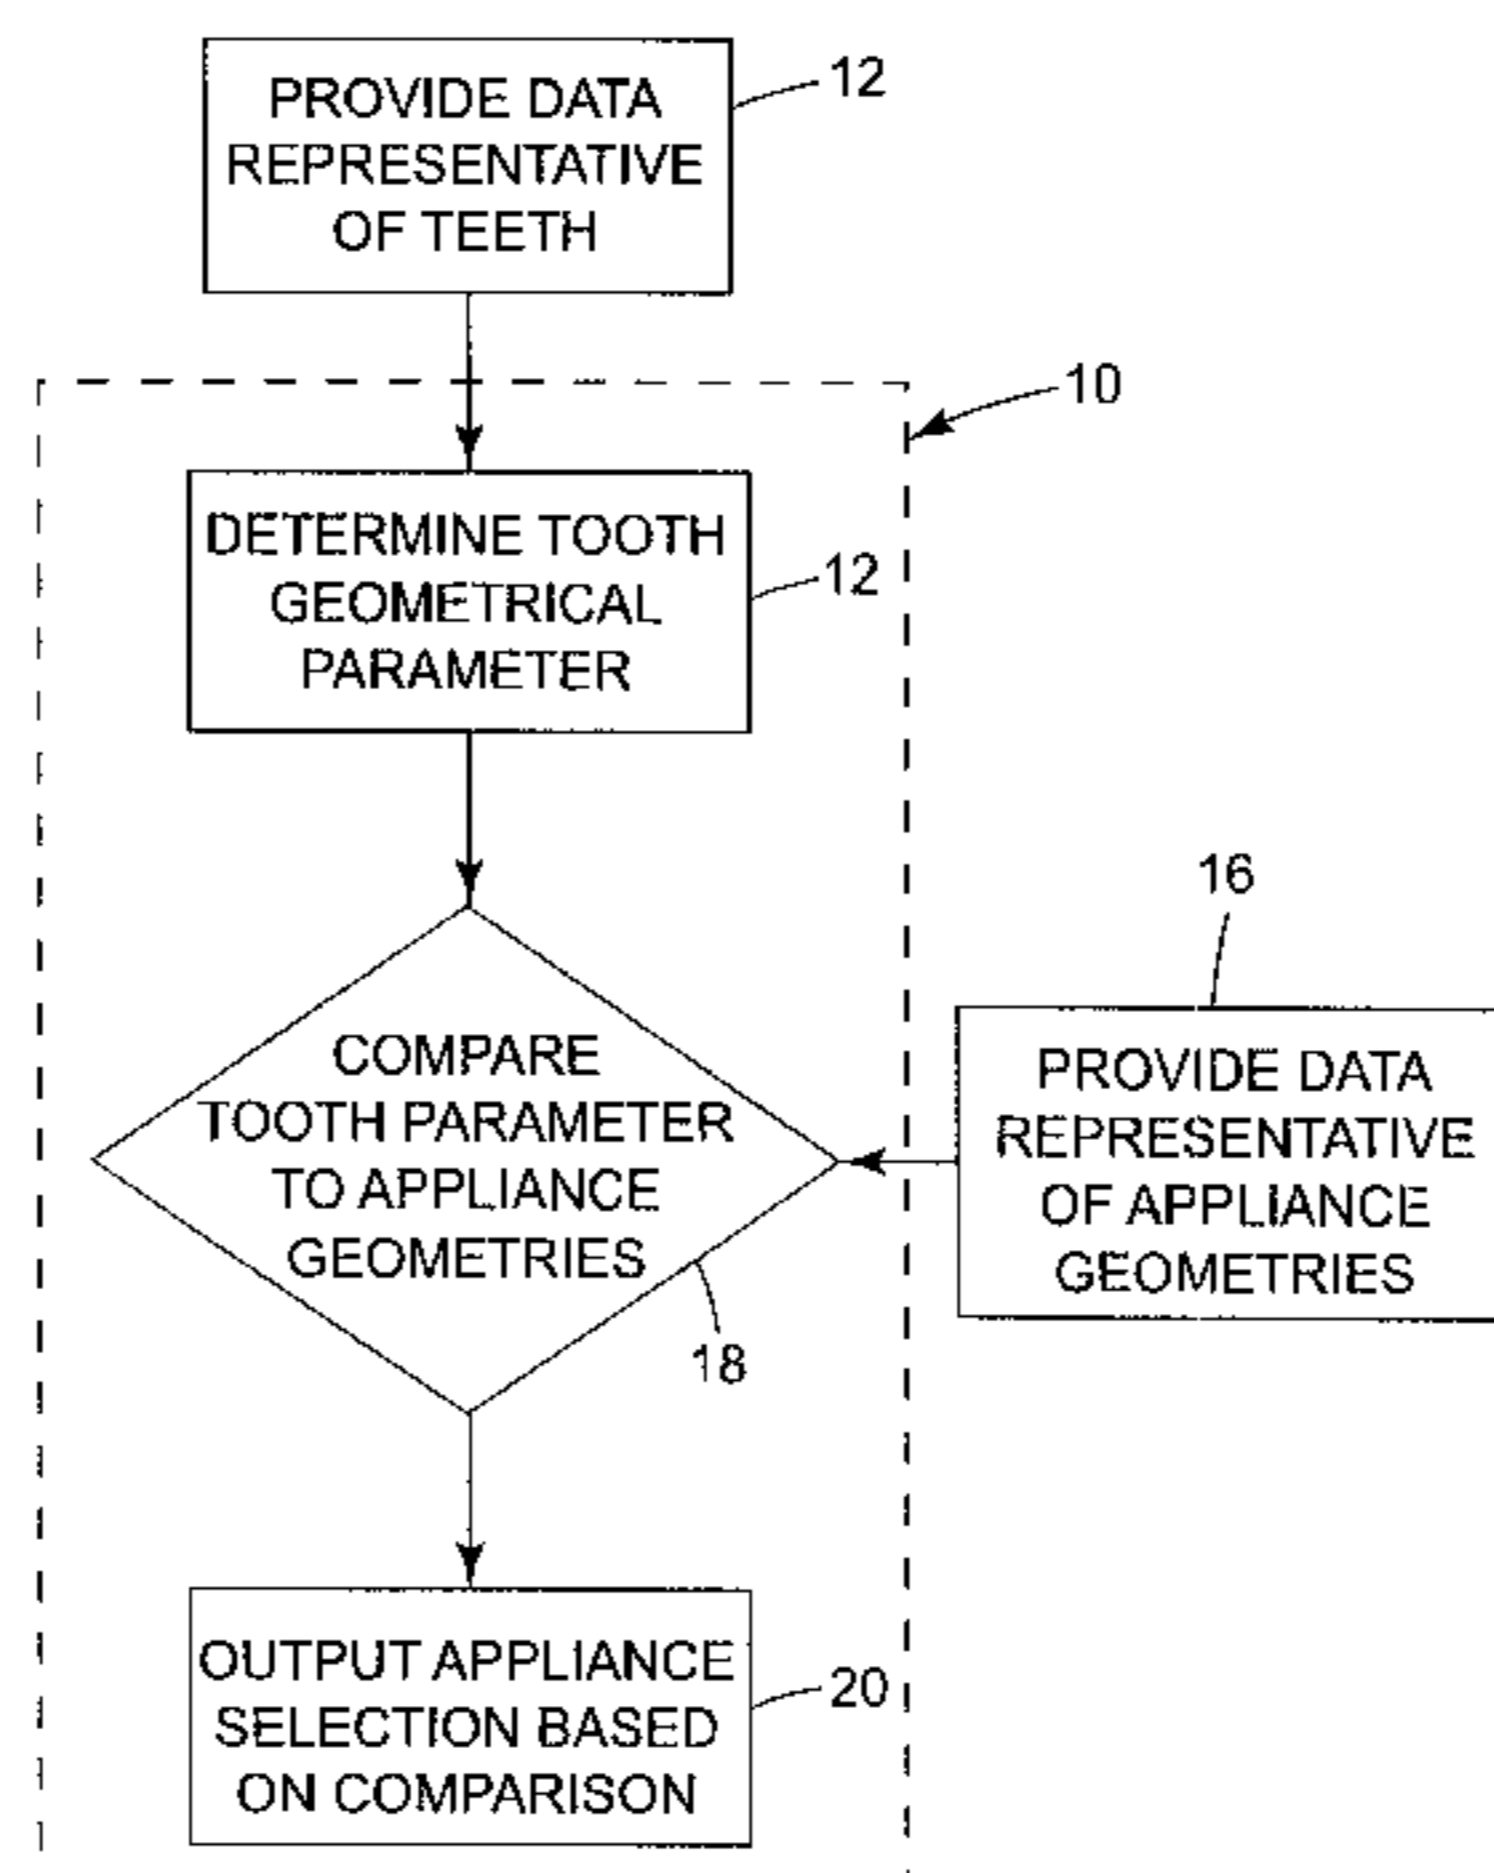 PROVIDE DATA
REPRESENTATIVE
OF TEETH
12
10
DETERMINE TOOTH
GEOMETRICAL
PARAMETER
12
COMPARE
TOOTH PARAMETER
TO APPLIANCE
GEOMETRIES
18
16
PROVIDE DATA
REPRESENTATIVE
OF APPLIANCE
GEOMETRIES
OUTPUT APPLIANCE
SELECTION BASED
ON COMPARISON
20